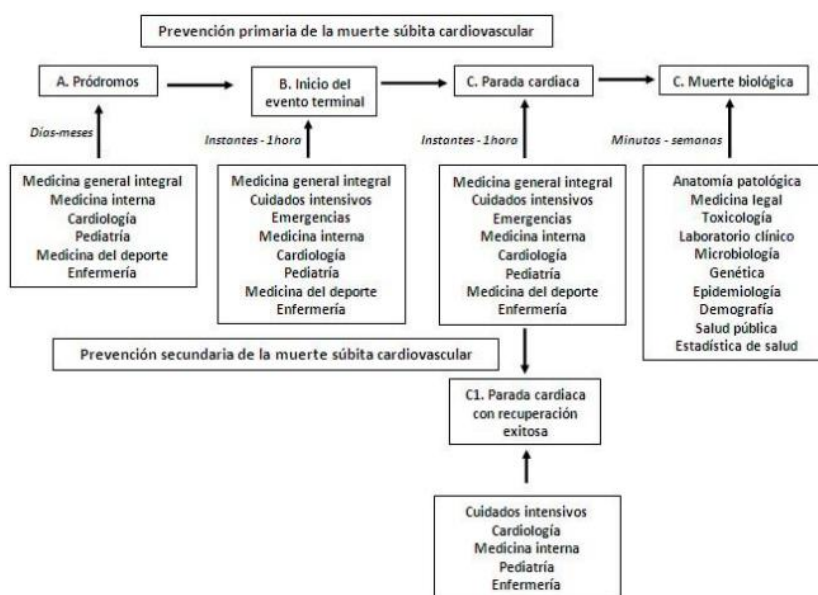 Prevención primaria de la muerte súbita cardiovascular
A. Pródromos
B. Inicio del
evento terminal
C. Parada cardiaca
C. Muerte biológica
Días-meses
Instantes - 1hora
Instantes - 1hora
Minutos - semanas
Medicina general integral
Medicina interna
Cardiología
Pediatría
Medicina del deporte
Enfermería
Medicina general integral
Cuidados intensivos
Emergencias
Medicina interna
Cardiología
Pediatría
Medicina del deporte
Enfermería
Medicina general integral
Cuidados intensivos
Emergencias
Medicina interna
Cardiología
Pediatría
Medicina del deporte
Enfermería
Anatomía patológica
Medicina legal
Toxicología
Laboratorio clínico
Microbiología
Genética
Epidemiología
Demografía
Salud pública
Estadística de salud
Prevención secundaria de la muerte súbita cardiovascular
C1. Parada cardiaca
con recuperación
exitosa
Cuidados intensivos
Cardiología
Medicina interna
Pediatría
Enfermería